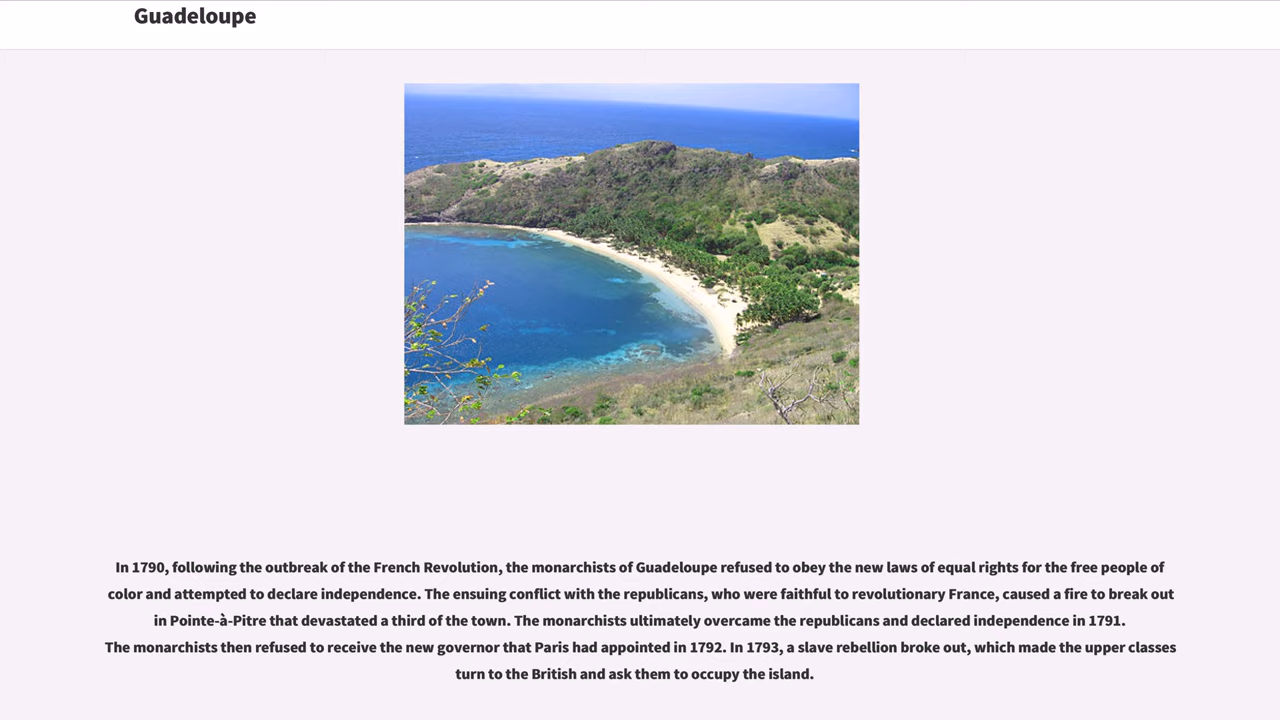 Guadeloupe
In 1790, following the outbreak of the French Revolution, the monarchists of Guadeloupe refused to obey the new laws of equal rights for the free people of
color and attempted to declare independence. The ensuing conflict with the republicans, who were faithful to revolutionary France, caused a fire to break out
in Pointe-à-Pitre that devastated a third of the town. The monarchists ultimately overcame the republicans and declared independence in 1791.
The monarchists then refused to receive the new governor that Paris had appointed in 1792. In 1793, a slave rebellion broke out, which made the upper classes
turn to the British and ask them to occupy the island.